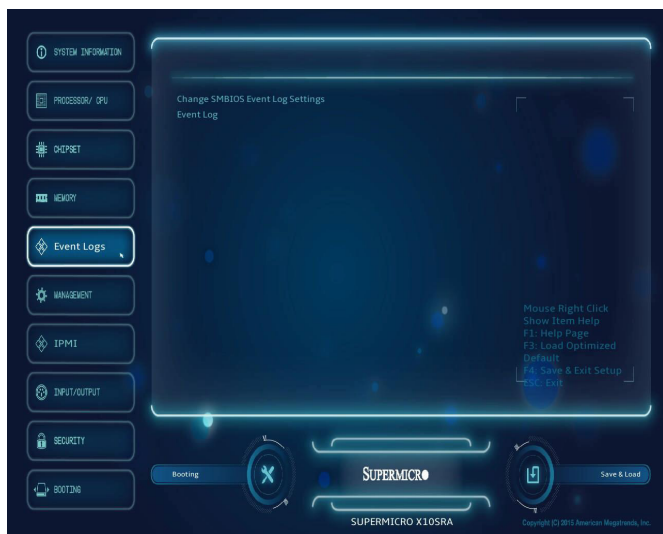 SYSTEM INFORMATION
PROCESSOR/ CPU
CHIPSET
MEMORY
Event Logs
MANAGEMENT
IPMI
INPUT/OUTPUT
SECURITY
BOOTING
Change SMBIOS Event Log Settings
Event Log
Mouse Right Click
Show Item Help
F1: Help Page
F3: Load Optimized
Default
F4: Save & Exit Setup
ESC: Exit
Booting
SUPERMICRO
Save & Load
SUPERMICRO X10SRA
Copyright (C) 2015 American Megatrends, Inc.